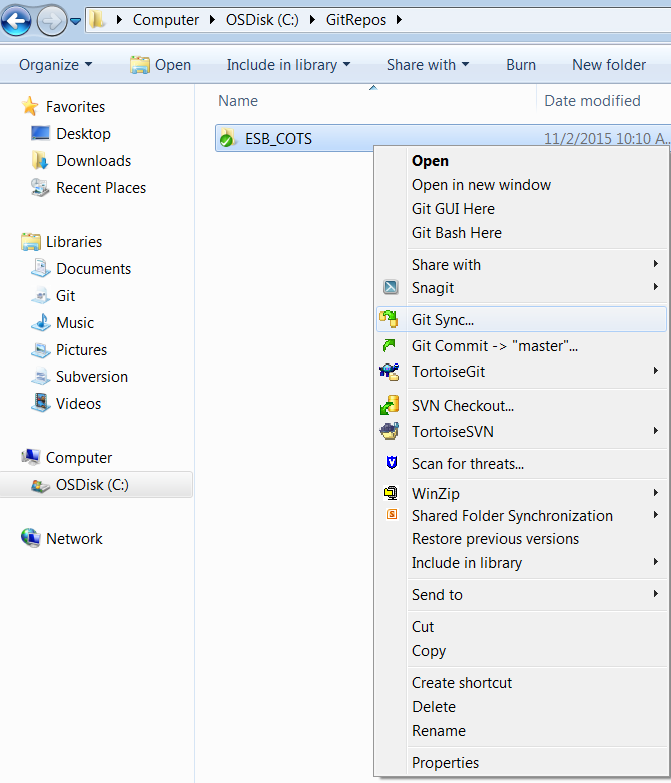 Computer OSDisk (C:) GitRepos
Organize Open Include in library Share with Burn New folder
Name Date modified
ESB_COTS 11/2/2015 10:10 A...
Favorites
Desktop
Downloads
Recent Places
Libraries
Documents
Git
Music
Pictures
Subversion
Videos
Computer
OSDisk (C:)
Network
Open
Open in new window
Git GUI Here
Git Bash Here
Share with
Snagit
Git Sync...
Git Commit -> "master"...
TortoiseGit
SVN Checkout...
TortoiseSVN
Scan for threats...
WinZip
Shared Folder Synchronization
Restore previous versions
Include in library
Send to
Cut
Copy
Create shortcut
Delete
Rename
Properties